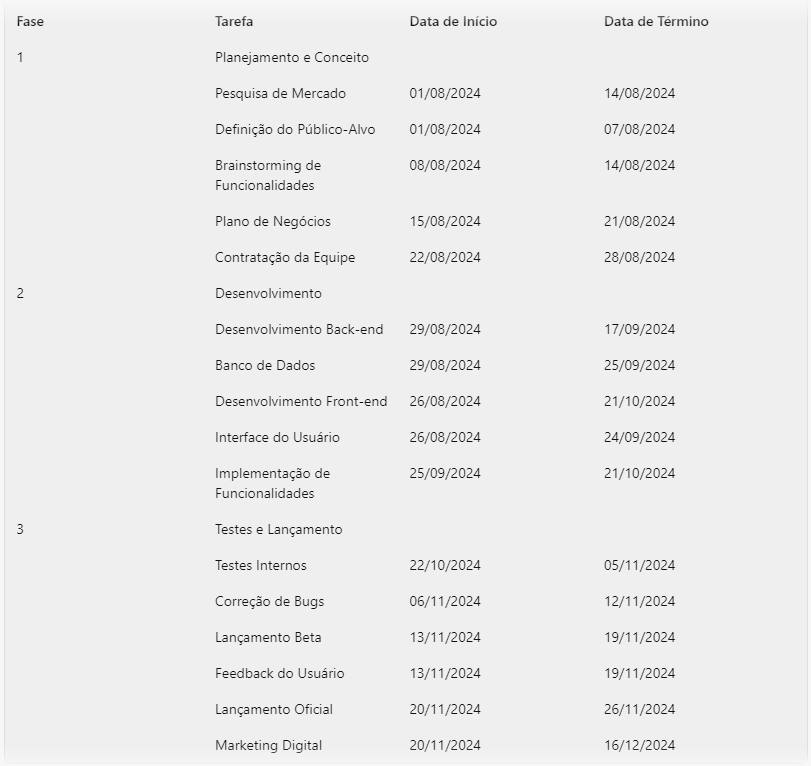 Fase Tarefa Data de Início Data de Término
1 Planejamento e Conceito
Pesquisa de Mercado 01/08/2024 14/08/2024
Definição do Público-Alvo 01/08/2024 07/08/2024
Brainstorming de 08/08/2024 14/08/2024
Funcionalidades
Plano de Negócios 15/08/2024 21/08/2024
Contratação da Equipe 22/08/2024 28/08/2024
2 Desenvolvimento
Desenvolvimento Back-end 29/08/2024 17/09/2024
Banco de Dados 29/08/2024 25/09/2024
Desenvolvimento Front-end 26/08/2024 21/10/2024
Interface do Usuário 26/08/2024 24/09/2024
Implementação de 25/09/2024 21/10/2024
Funcionalidades
3 Testes e Lançamento
Testes Internos 22/10/2024 05/11/2024
Correção de Bugs 06/11/2024 12/11/2024
Lançamento Beta 13/11/2024 19/11/2024
Feedback do Usuário 13/11/2024 19/11/2024
Lançamento Oficial 20/11/2024 26/11/2024
Marketing Digital 20/11/2024 16/12/2024